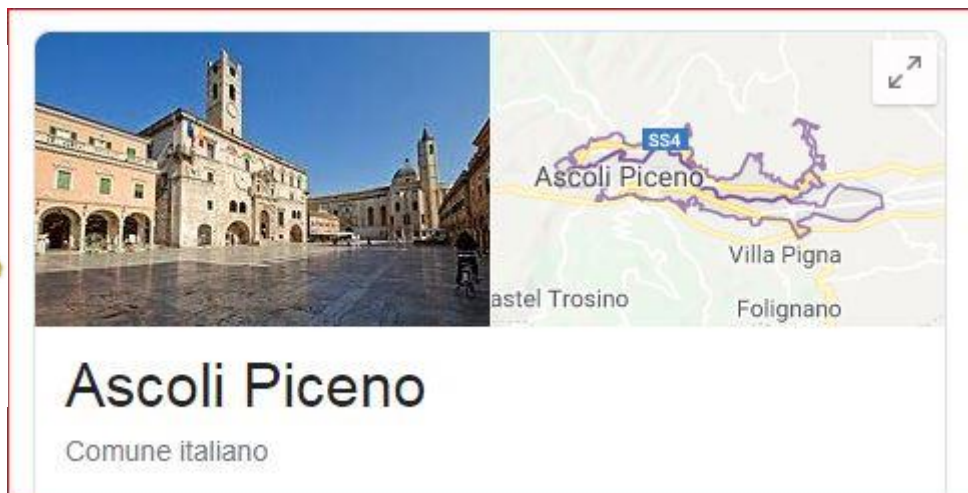 SS4
Ascoli Piceno
Villa Pigna
astel Trosino
Folignano
Ascoli Piceno
Comune italiano